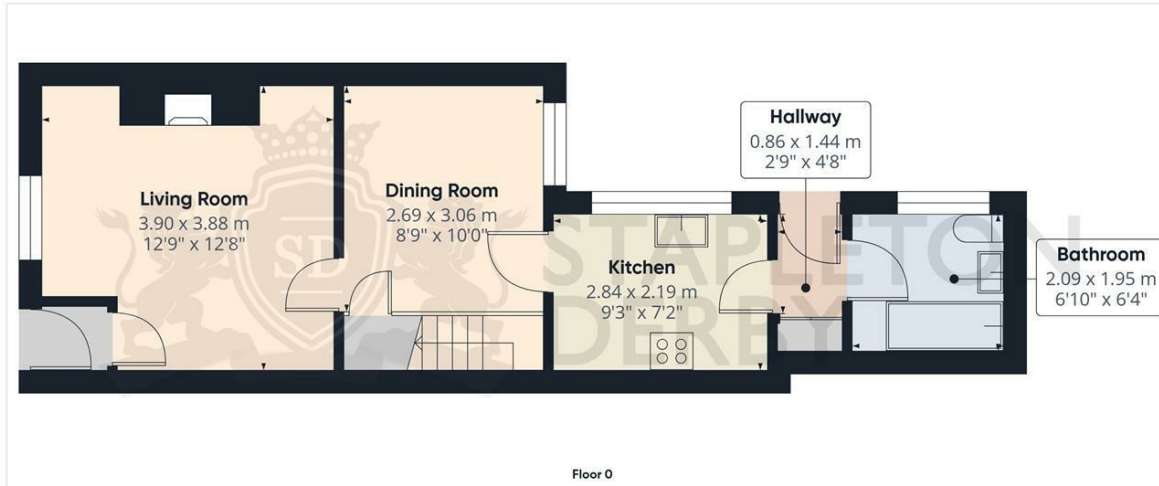 Living Room
3.90 x 3.88 m
12'9" x 12'8"
Dining Room
2.69 x 3.06 m
8'9" x 10'0"
Kitchen
2.84 x 2.19 m
9'3" x 7'2"
Hallway
0.86 x 1.44 m
2'9" x 4'8"
Bathroom
2.09 x 1.95 m
6'10" x 6'4"
SD
STAPLETON
DERBY
Floor 0